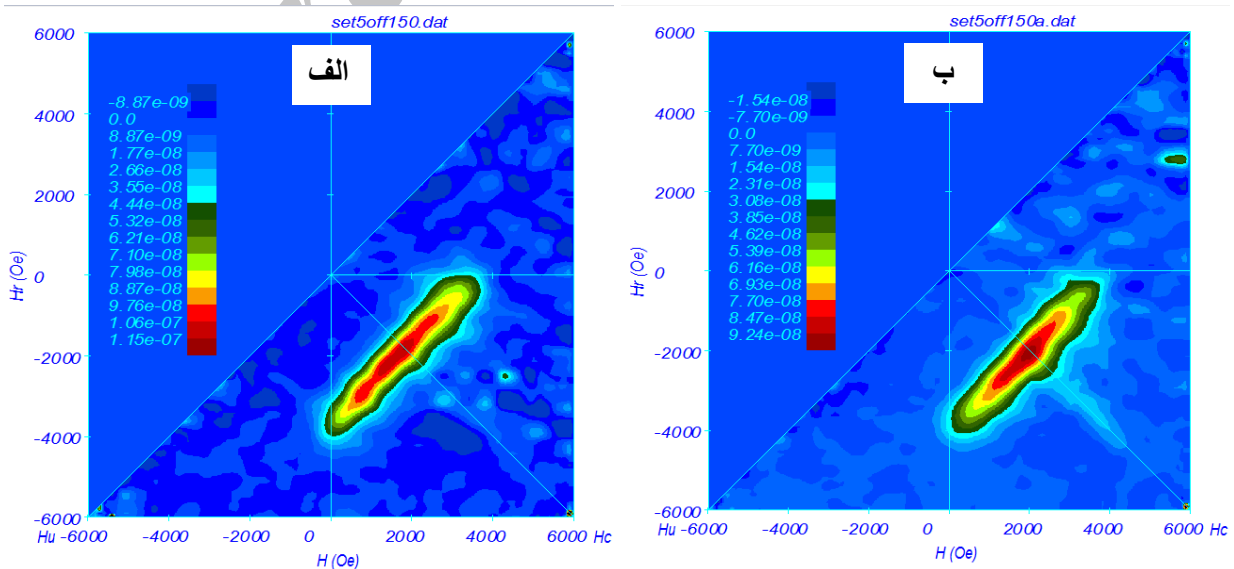 set5off150.dat
الف
6000
4000
2000
0
-2000
-4000
-6000
Hr (Oe)
-8.87e-09
0.0
8.87e-09
1.77e-08
2.66e-08
3.55e-08
4.44e-08
5.32e-08
6.21e-08
7.10e-08
7.98e-08
8.87e-08
9.76e-08
1.06e-07
1.15e-07
Hu -6000 -4000 -2000 0 2000 4000 6000 Hc
H (Oe)
set5off150a.dat
ب
6000
4000
2000
0
-2000
-4000
-6000
Hr (Oe)
-1.54e-08
-7.70e-09
0.0
7.70e-09
1.54e-08
2.31e-08
3.08e-08
3.85e-08
4.62e-08
5.39e-08
6.16e-08
6.93e-08
7.70e-08
8.47e-08
9.24e-08
Hu -6000 -4000 -2000 0 2000 4000 6000 Hc
H (Oe)